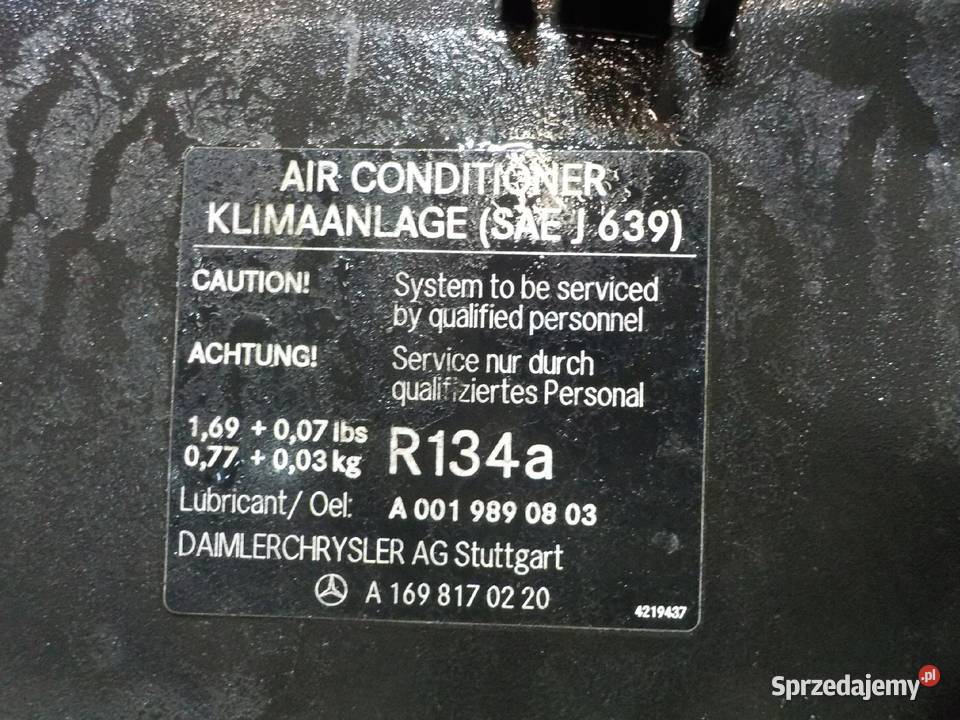 AIR CONDITIONER
KLIMAANLAGE (SAE J 639)
CAUTION! System to be serviced
by qualified personnel
ACHTUNG! Service nur durch
qualifiziertes Personal
1,69 + 0,07 lbs
0,77 + 0,03 kg R134a
Lubricant/ Oel: A 001 989 08 03
DAIMLERCHRYSLER AG Stuttgart
A 169 817 02 20
4219437
Sprzedajemy.pl